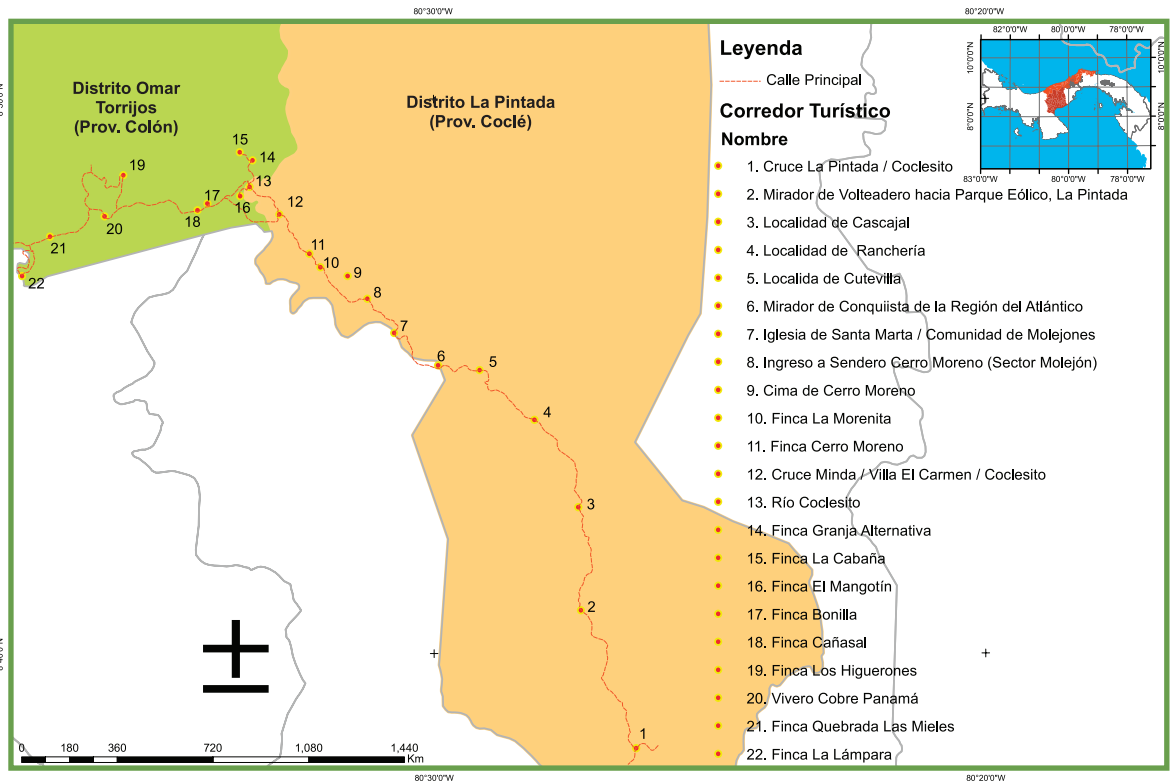 80°30'0"W
80°20'0"W
Distrito Omar
Torrijos
(Prov. Colón)
Distrito La Pintada
(Prov. Coclé)
Leyenda
Calle Principal
Corredor Turístico
Nombre
1. Cruce La Pintada / Coclesito
2. Mirador de Volteadero hacia Parque Eólico, La Pintada
3. Localidad de Cascajal
4. Localidad de Ranchería
5. Localida de Cutevilla
6. Mirador de Conquiista de la Región del Atlántico
7. Iglesia de Santa Marta / Comunidad de Molejones
8. Ingreso a Sendero Cerro Moreno (Sector Molejón)
9. Cima de Cerro Moreno
10. Finca La Morenita
11. Finca Cerro Moreno
12. Cruce Minda / Villa El Carmen / Coclesito
13. Río Coclesito
14. Finca Granja Alternativa
15. Finca La Cabaña
16. Finca El Mangotín
17. Finca Bonilla
18. Finca Cañasal
19. Finca Los Higuerones
20. Vivero Cobre Panamá
21. Finca Quebrada Las Mieles
22. Finca La Lámpara
82°0'0"W 80°0'0"W 78°0'0"W
10°0'0"N
10°0'0"N
8°0'0"N
8°0'0"N
83°0'0"W 80°0'0"W 78°0'0"W
15
14
19
13
17
16
12
18
20
21
11
10
9
22
8
7
6
5
4
3
2
1
0 180 360 720 1,080 1,440
Km
80°30'0"W
80°20'0"W